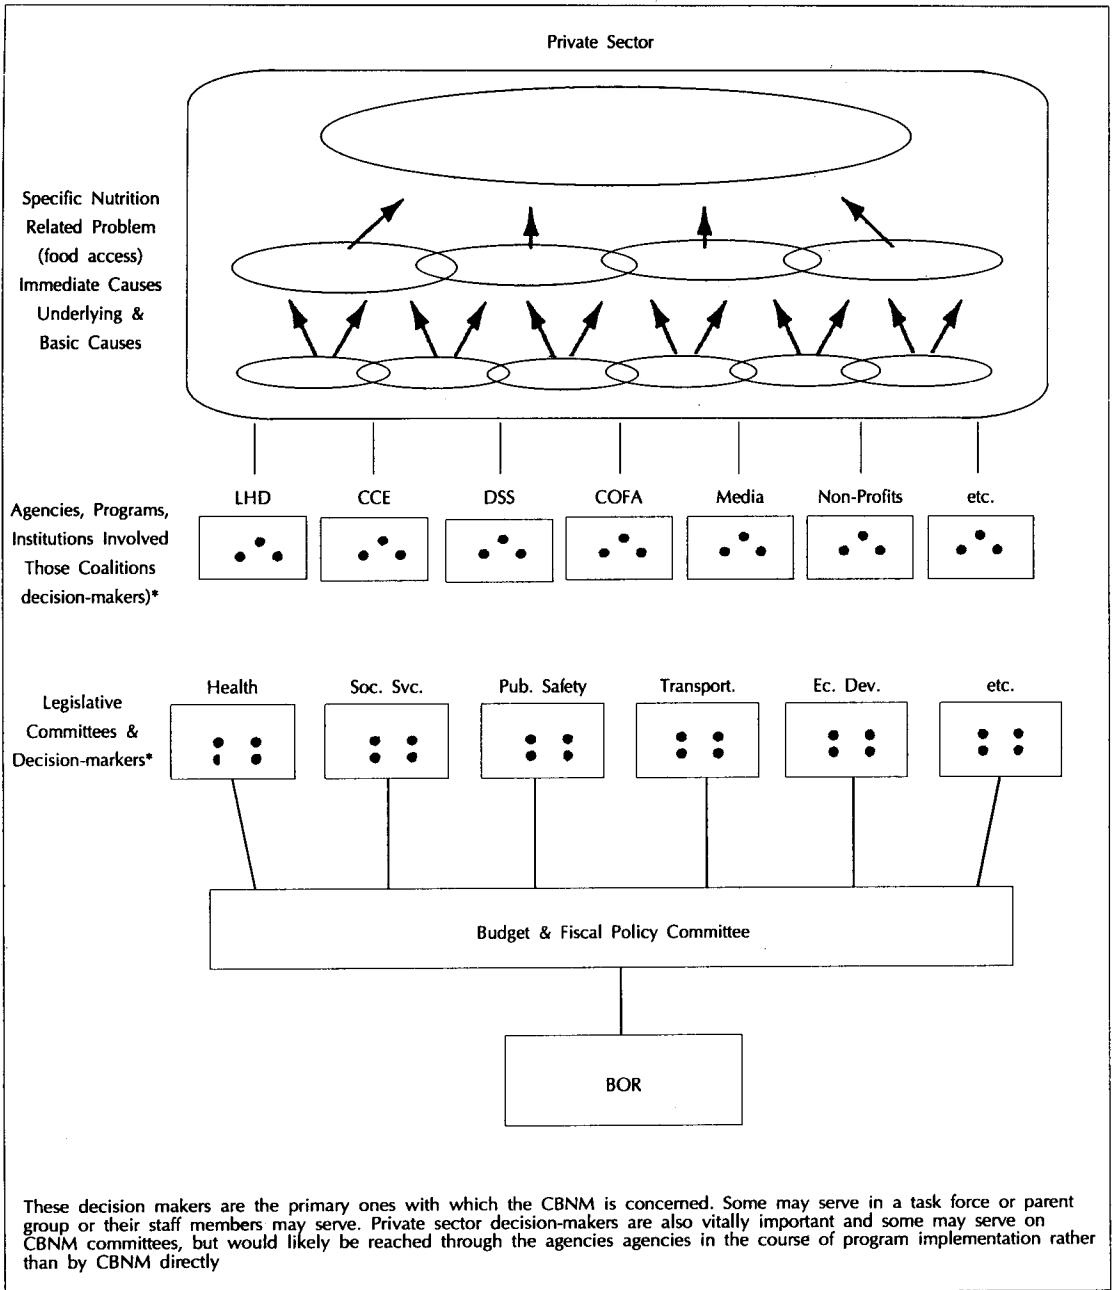 Private Sector
Specific Nutrition
Related Problem
(food access)
Immediate Causes
Underlying &
Basic Causes
LHD CCE DSS COFA Media Non-Profits etc.
Agencies, Programs,
Institutions Involved
Those Coalitions
decision-makers)*
Health Soc. Svc. Pub. Safety Transport. Ec. Dev. etc.
Legislative
Committees &
Decision-markers*
Budget & Fiscal Policy Committee
BOR
These decision makers are the primary ones with which the CBNM is concerned. Some may serve in a task force or parent
group or their staff members may serve. Private sector decision-makers are also vitally important and some may serve on
CBNM committees, but would likely be reached through the agencies agencies in the course of program implementation rather
than by CBNM directly